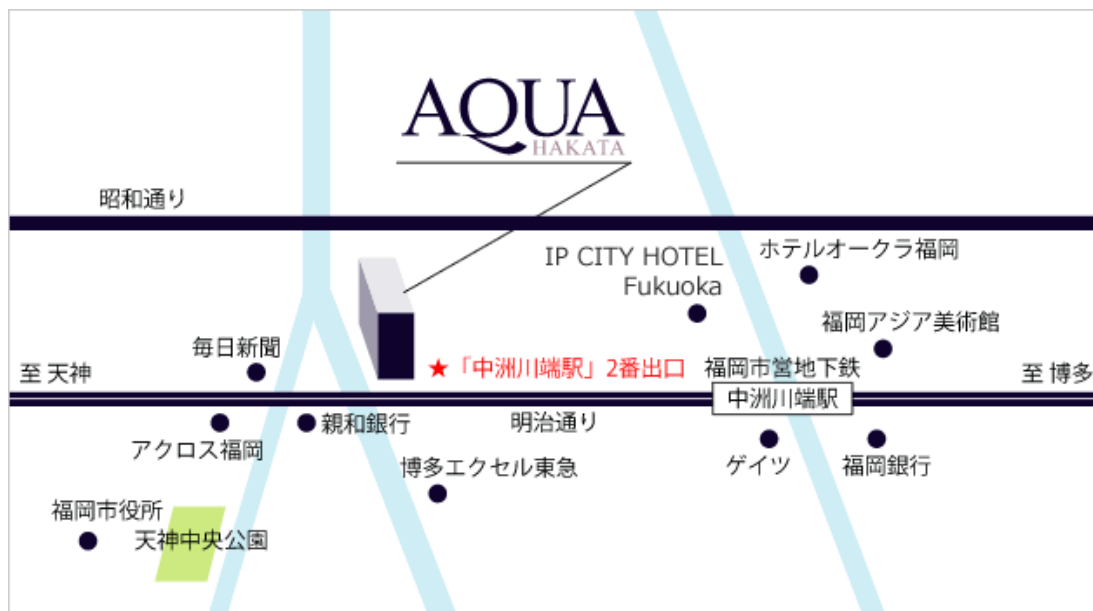 AQUA
HAKATA
昭和通り
IP CITY HOTEL
Fukuoka
ホテルオークラ福岡
福岡アジア美術館
毎日新聞
至 天神
★「中洲川端駅」2番出口
福岡市営地下鉄
至 博多
中洲川端駅
親和銀行
明治通り
アクロス福岡
博多エクセル東急
ゲイツ
福岡銀行
福岡市役所
天神中央公園